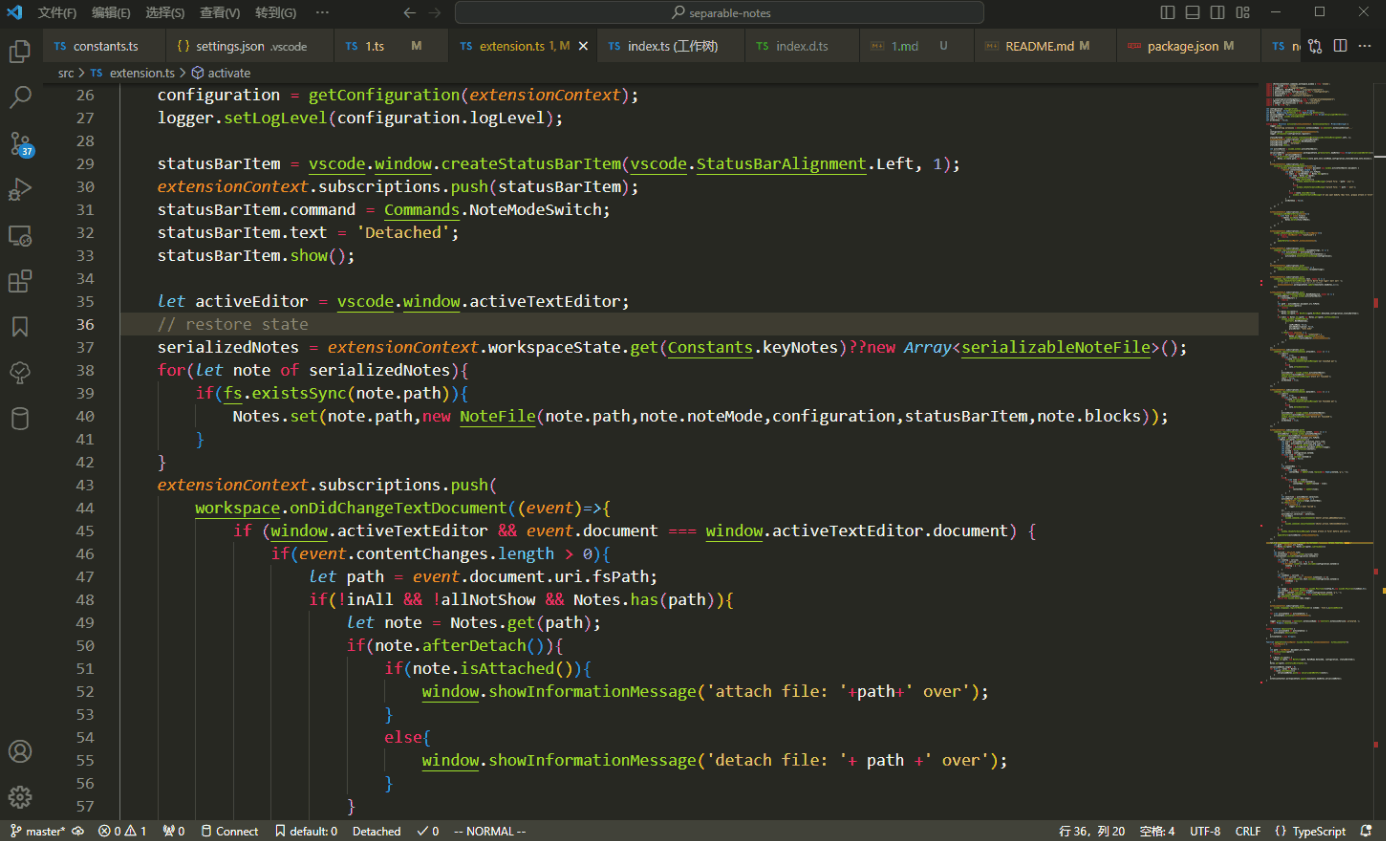 文件(F) 编辑(E) 选择(S) 查看(V) 转到(G) ··· separable-notes
TS constants.ts {} settings.json .vscode TS 1.ts M TS extension.ts 1, M TS index.ts (工作树) TS index.d.ts 1.md U README.md M package.json M TS
src > TS extension.ts > activate
26 configuration = getConfiguration(extensionContext);
27 logger.setLogLevel(configuration.logLevel);
28
29 statusBarItem = vscode.window.createStatusBarItem(vscode.StatusBarAlignment.Left, 1);
30 extensionContext.subscriptions.push(statusBarItem);
31 statusBarItem.command = Commands.NoteModeSwitch;
32 statusBarItem.text = 'Detached';
33 statusBarItem.show();
34
35 let activeEditor = vscode.window.activeTextEditor;
36 // restore state
37 serializedNotes = extensionContext.workspaceState.get(Constants.keyNotes)??new Array<serializableNoteFile>();
38 for(let note of serializedNotes){
39 if(fs.existsSync(note.path)){
40 Notes.set(note.path,new NoteFile(note.path,note.noteMode,configuration,statusBarItem,note.blocks));
41 }
42 }
43 extensionContext.subscriptions.push(
44 workspace.onDidChangeTextDocument((event)=>{
45 if (window.activeTextEditor && event.document === window.activeTextEditor.document) {
46 if(event.contentChanges.length > 0){
47 let path = event.document.uri.fsPath;
48 if(!inAll && !allNotShow && Notes.has(path)){
49 let note = Notes.get(path);
50 if(note.afterDetach()){
51 if(note.isAttached()){
52 window.showInformationMessage('attach file: '+path+' over');
53 }
54 else{
55 window.showInformationMessage('detach file: '+ path +' over');
56 }
57 }
37
master* 0 1 0 Connect default: 0 Detached 0 -- NORMAL -- 行 36，列 20 空格: 4 UTF-8 CRLF {} TypeScript